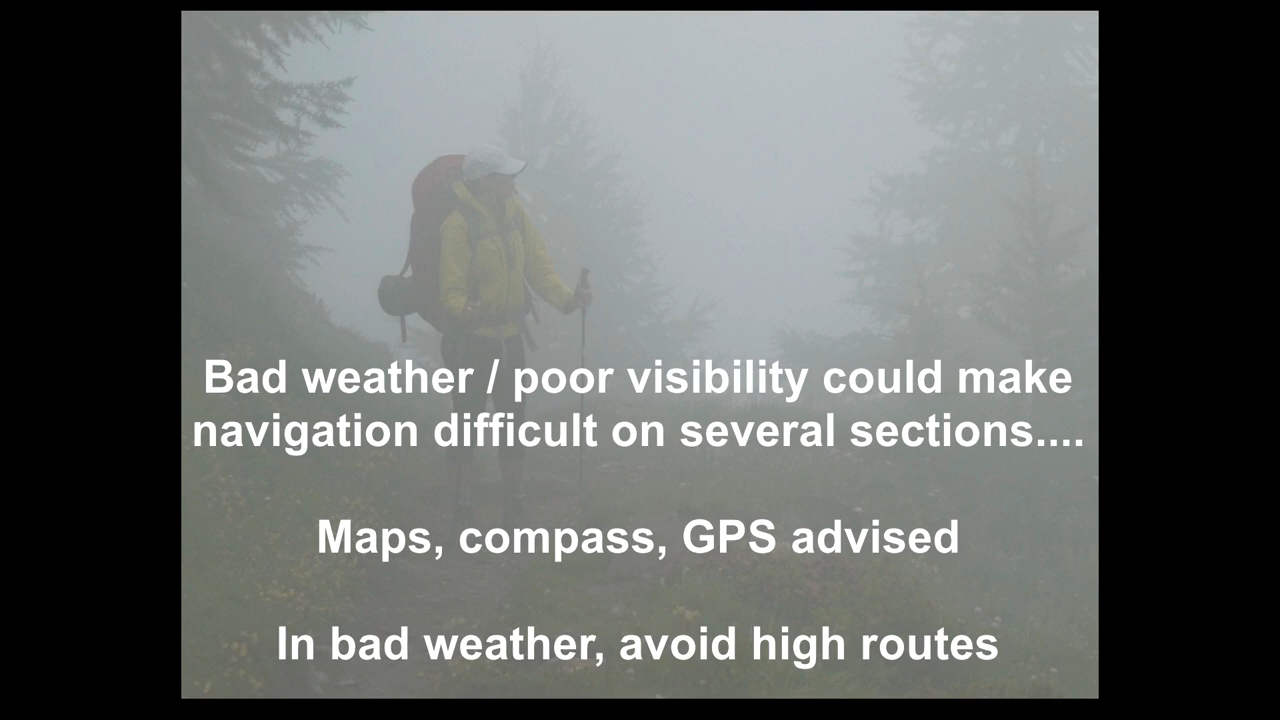 Bad weather / poor visibility could make
navigation difficult on several sections....
Maps, compass, GPS advised
In bad weather, avoid high routes